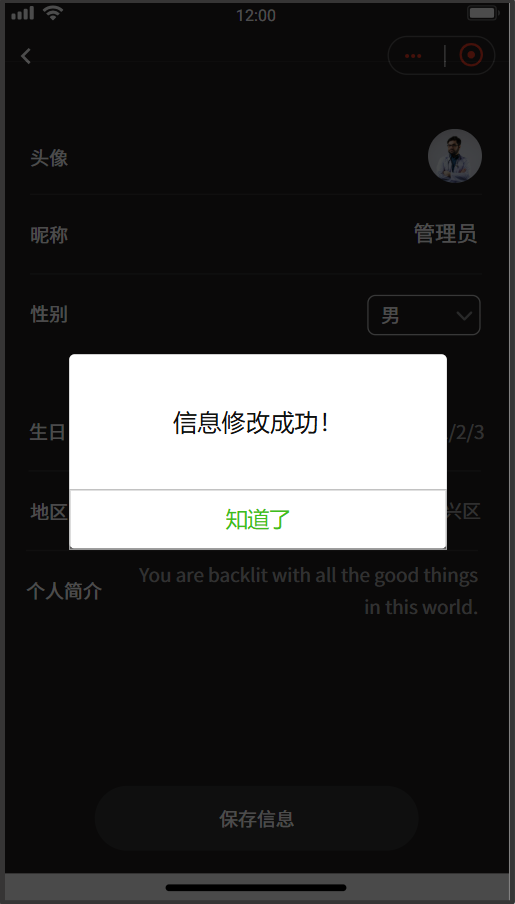 12:00
头像
昵称
管理员
性别
男
信息修改成功！
生日
/2/3
知道了
地区
兴区
个人简介
You are backlit with all the good things
in this world.
保存信息